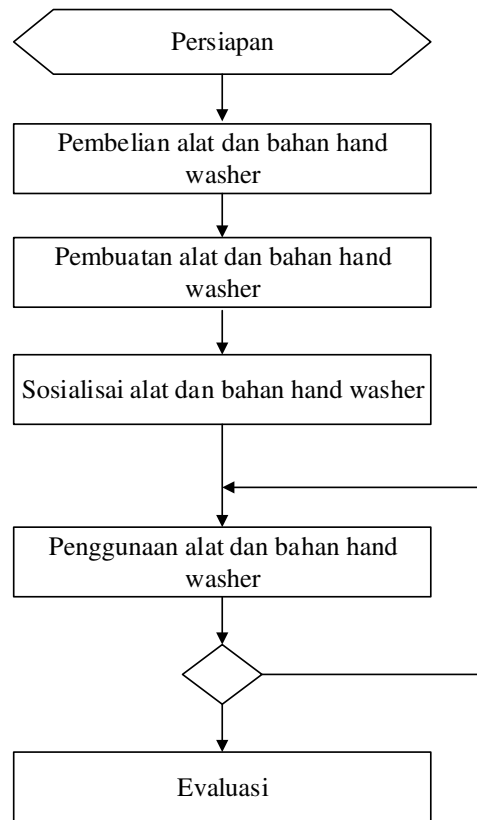 Persiapan
Pembelian alat dan bahan hand
washer
Pembuatan alat dan bahan hand
washer
Sosialisai alat dan bahan hand washer
Penggunaan alat dan bahan hand
washer
Evaluasi